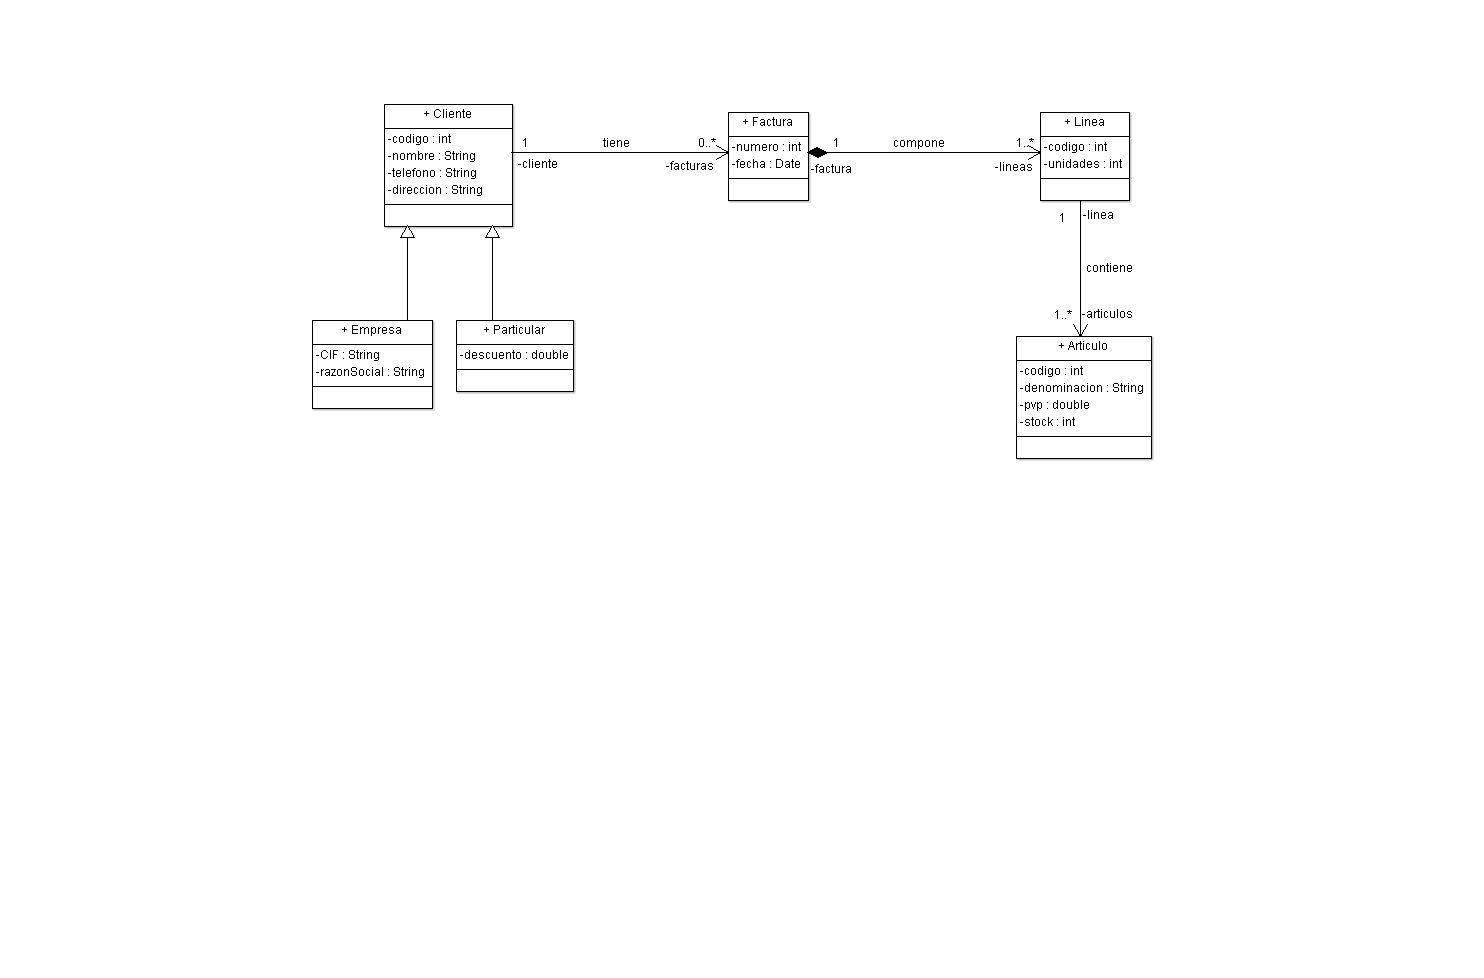 + Cliente
-codigo : int
-nombre : String
-telefono : String
-direccion : String
1 tiene 0..*
-cliente -facturas
+ Factura
-numero : int
-fecha : Date
1 compone 1..*
-factura -lineas
+ Linea
-codigo : int
-unidades : int
1 -linea
contiene
1..* -articulos
+ Empresa
-CIF : String
-razonSocial : String
+ Particular
-descuento : double
+ Articulo
-codigo : int
-denominacion : String
-pvp : double
-stock : int